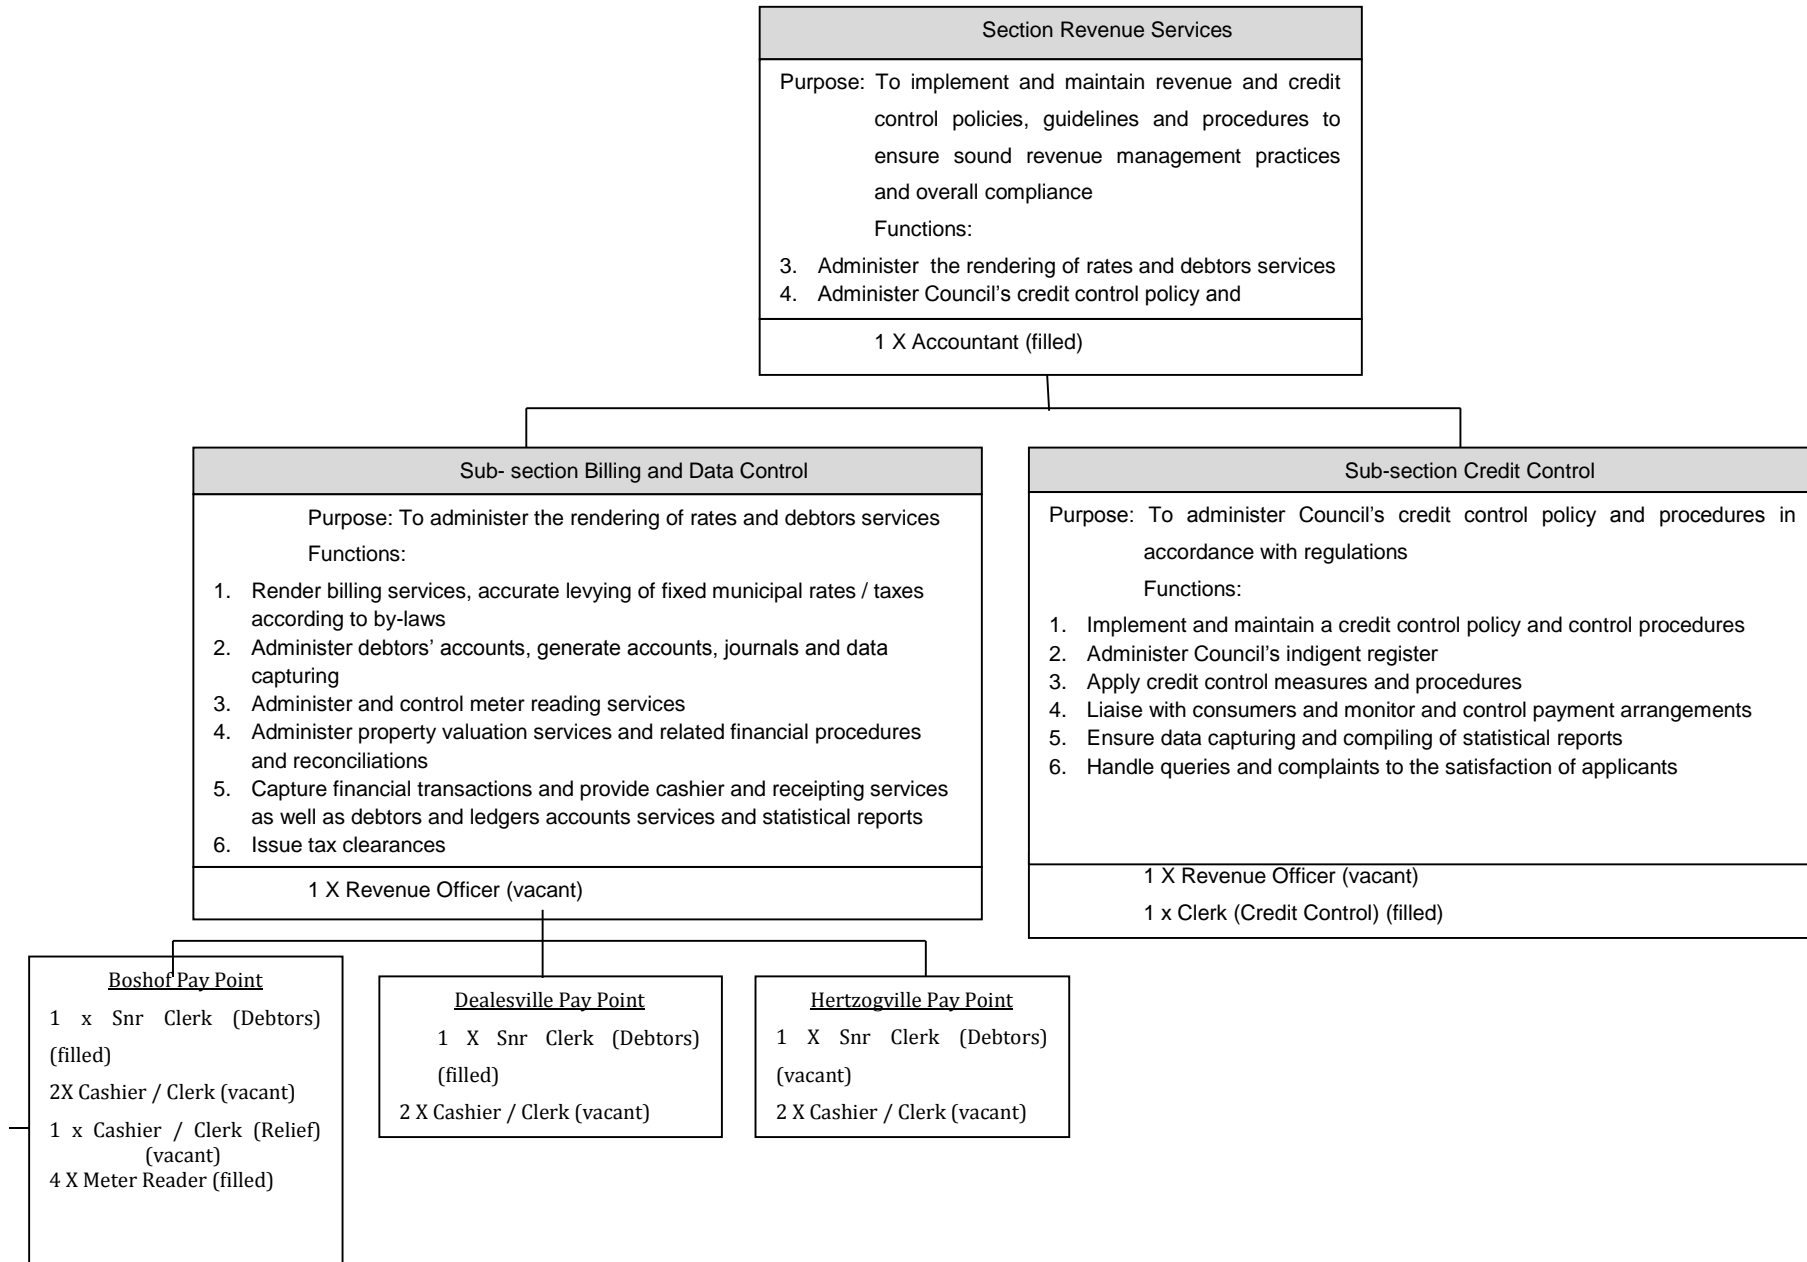 Section Revenue Services
Purpose: To implement and maintain revenue and credit
control policies, guidelines and procedures to
ensure sound revenue management practices
and overall compliance
Functions:
3. Administer the rendering of rates and debtors services
4. Administer Council’s credit control policy and
1 X Accountant (filled)
Sub- section Billing and Data Control
Purpose: To administer the rendering of rates and debtors services
Functions:
1. Render billing services, accurate levying of fixed municipal rates / taxes
according to by-laws
2. Administer debtors’ accounts, generate accounts, journals and data
capturing
3. Administer and control meter reading services
4. Administer property valuation services and related financial procedures
and reconciliations
5. Capture financial transactions and provide cashier and receipting services
as well as debtors and ledgers accounts services and statistical reports
6. Issue tax clearances
1 X Revenue Officer (vacant)
Sub-section Credit Control
Purpose: To administer Council’s credit control policy and procedures in
accordance with regulations
Functions:
1. Implement and maintain a credit control policy and control procedures
2. Administer Council’s indigent register
3. Apply credit control measures and procedures
4. Liaise with consumers and monitor and control payment arrangements
5. Ensure data capturing and compiling of statistical reports
6. Handle queries and complaints to the satisfaction of applicants
1 X Revenue Officer (vacant)
1 x Clerk (Credit Control) (filled)
Boshof Pay Point
1 x Snr Clerk (Debtors)
(filled)
2X Cashier / Clerk (vacant)
1 x Cashier / Clerk (Relief)
(vacant)
4 X Meter Reader (filled)
Dealesville Pay Point
1 X Snr Clerk (Debtors)
(filled)
2 X Cashier / Clerk (vacant)
Hertzogville Pay Point
1 X Snr Clerk (Debtors)
(vacant)
2 X Cashier / Clerk (vacant)